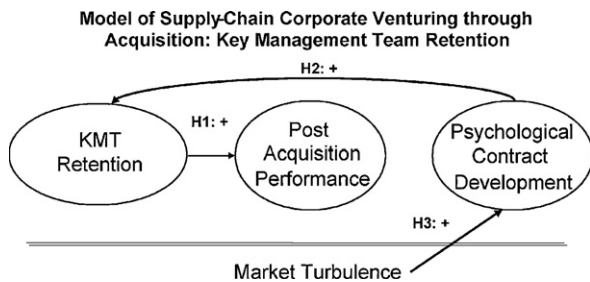 Model of Supply-Chain Corporate Venturing through
Acquisition: Key Management Team Retention
H2: +
KMT
Retention
H1: +
Post
Acquisition
Performance
Psychological
Contract
Development
H3: +
Market Turbulence